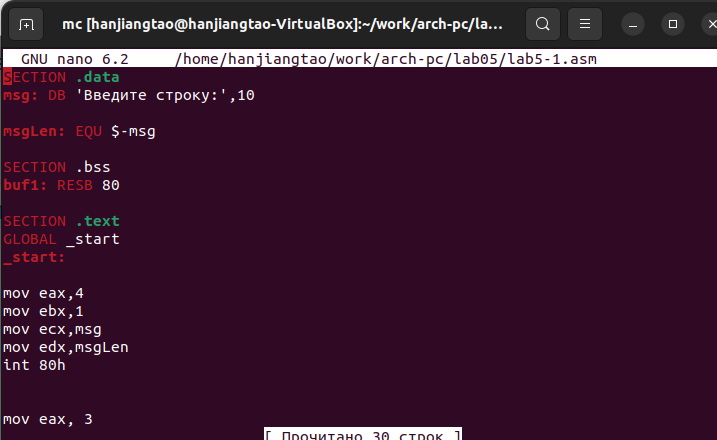 mc [hanjiangtao@hanjiangtao-VirtualBox]:~/work/arch-pc/la...
GNU nano 6.2 /home/hanjiangtao/work/arch-pc/lab05/lab5-1.asm
SECTION .data
msg: DB 'Введите строку:',10
msgLen: EQU $-msg
SECTION .bss
buf1: RESB 80
SECTION .text
GLOBAL _start
_start:
mov eax,4
mov ebx,1
mov ecx,msg
mov edx,msgLen
int 80h
mov eax, 3
[ Прочитано 30 строк ]